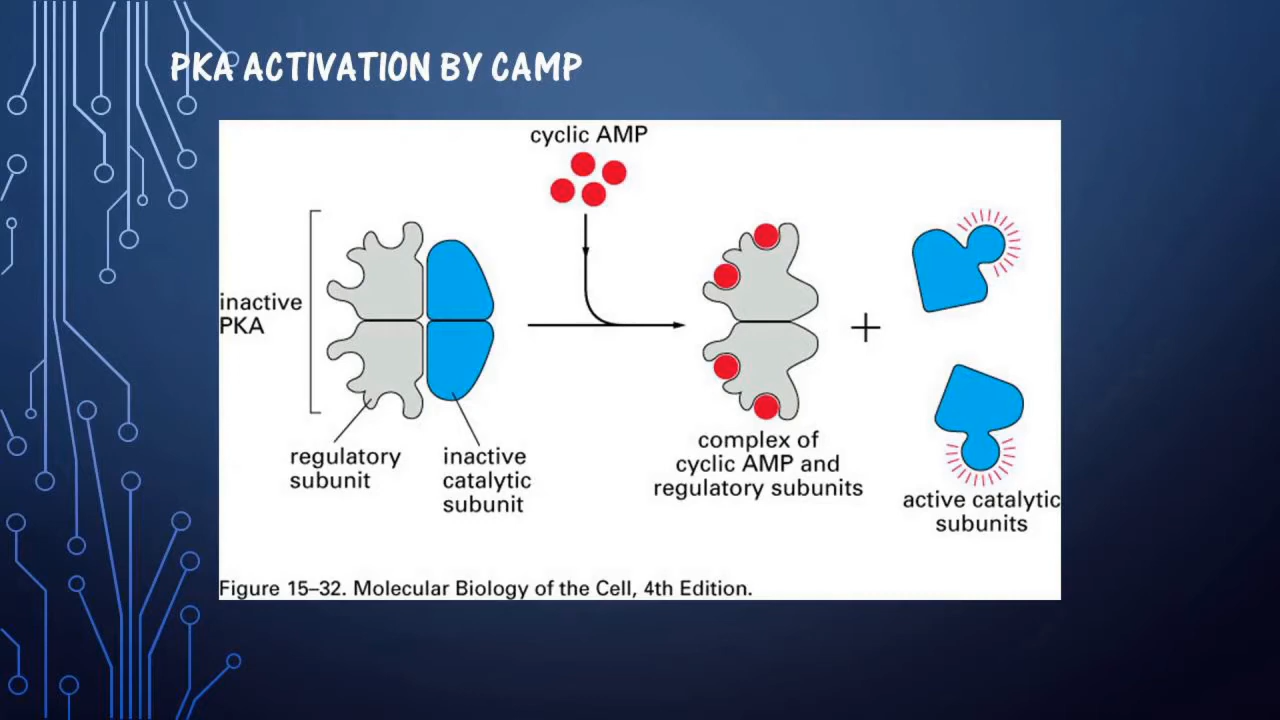 PKA ACTIVATION BY CAMP
cyclic AMP
inactive
PKA
regulatory
subunit
inactive
catalytic
subunit
complex of
cyclic AMP and
regulatory subunits
+
active catalytic
subunits
Figure 15–32. Molecular Biology of the Cell, 4th Edition.